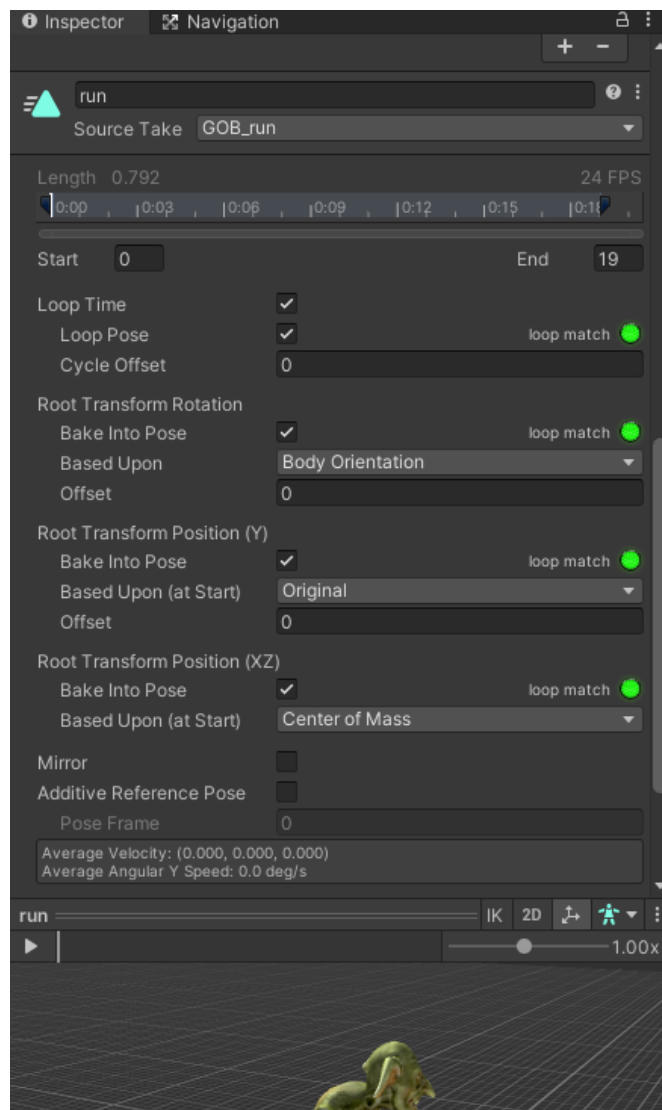 Inspector Navigation
+ -
run
Source Take GOB_run
Length 0.792 24 FPS
0:00 0:03 0:06 0:09 0:12 0:15 0:18
Start 0 End 19
Loop Time
Loop Pose loop match
Cycle Offset 0
Root Transform Rotation
Bake Into Pose loop match
Based Upon Body Orientation
Offset 0
Root Transform Position (Y)
Bake Into Pose loop match
Based Upon (at Start) Original
Offset 0
Root Transform Position (XZ)
Bake Into Pose loop match
Based Upon (at Start) Center of Mass
Mirror
Additive Reference Pose
Pose Frame 0
Average Velocity: (0.000, 0.000, 0.000)
Average Angular Y Speed: 0.0 deg/s
run IK 2D
1.00x